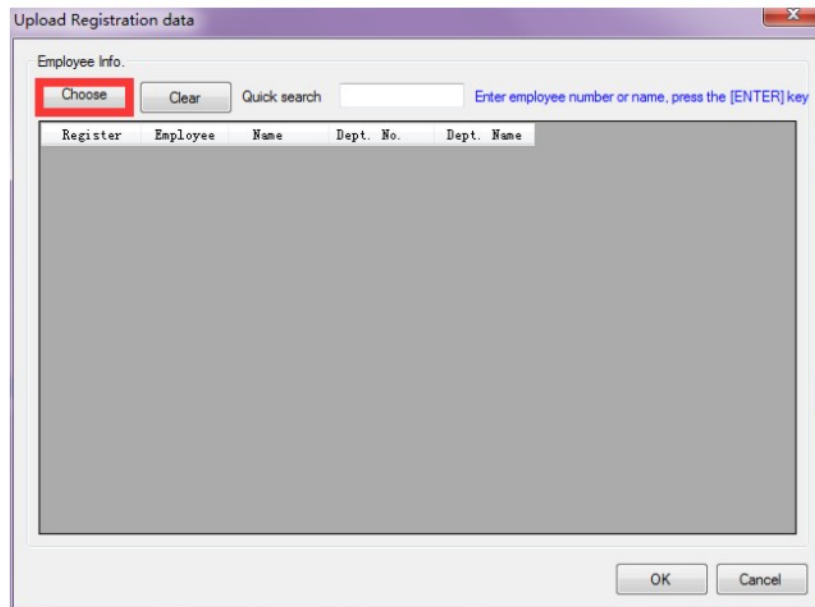 Upload Registration data
Employee Info.
Choose Clear Quick search Enter employee number or name, press the [ENTER] key
Register Employee Name Dept. No. Dept. Name
OK Cancel